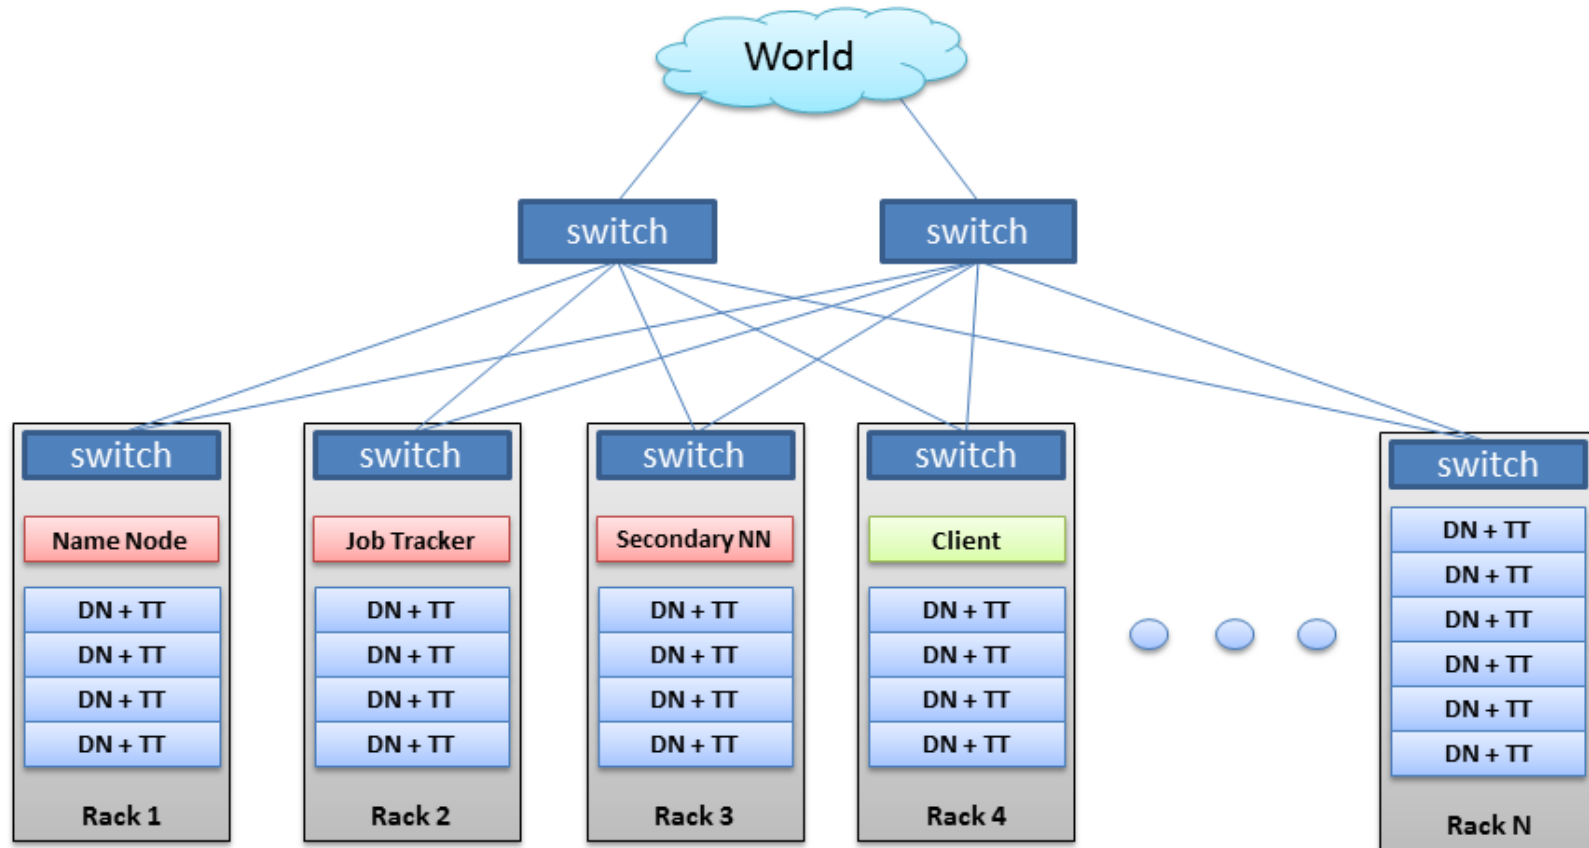 World
switch
switch
switch
switch
switch
switch
switch
Name Node
Job Tracker
Secondary NN
Client
DN + TT
DN + TT
DN + TT
DN + TT
Rack 1
DN + TT
DN + TT
DN + TT
DN + TT
Rack 2
DN + TT
DN + TT
DN + TT
DN + TT
Rack 3
DN + TT
DN + TT
DN + TT
DN + TT
Rack 4
DN + TT
DN + TT
DN + TT
DN + TT
DN + TT
DN + TT
Rack N